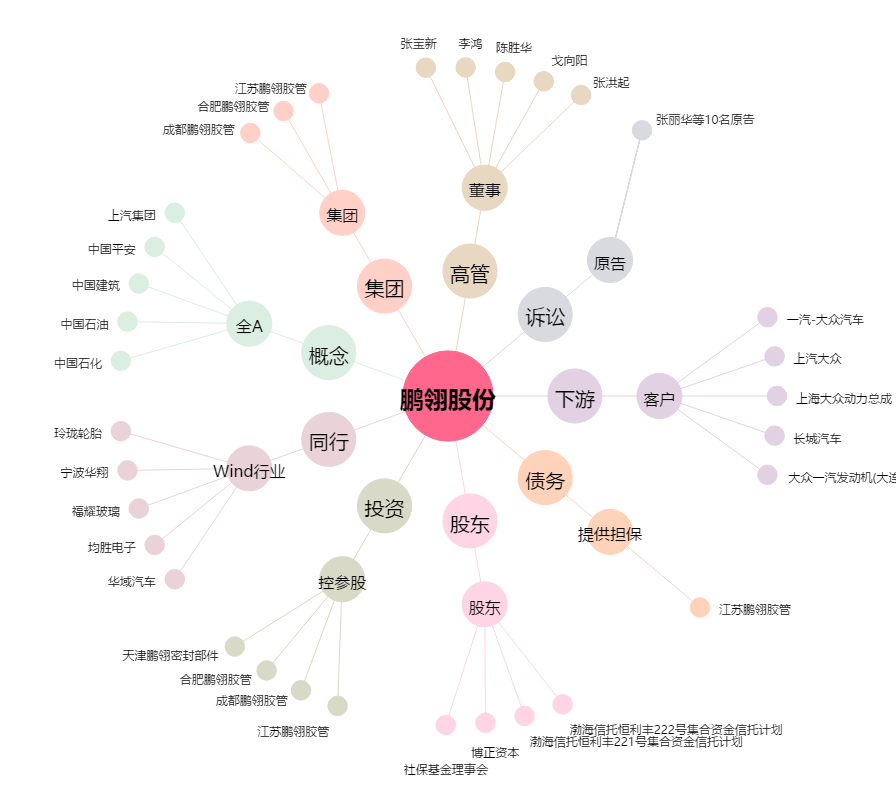 张宝新
李鸿
陈胜华
戈向阳
张洪起
董事
高管
江苏鹏翎胶管
合肥鹏翎胶管
成都鹏翎胶管
集团
集团
张丽华等10名原告
原告
诉讼
上汽集团
中国平安
中国建筑
中国石油
中国石化
全A
概念
鹏翎股份
下游
客户
一汽-大众汽车
上汽大众
上海大众动力总成
长城汽车
大众一汽发动机(大连
玲珑轮胎
宁波华翔
福耀玻璃
均胜电子
华域汽车
Wind行业
同行
投资
控参股
天津鹏翎密封部件
合肥鹏翎胶管
成都鹏翎胶管
江苏鹏翎胶管
股东
股东
社保基金理事会
博正资本
渤海信托恒利丰221号集合资金信托计划
渤海信托恒利丰222号集合资金信托计划
债务
提供担保
江苏鹏翎胶管